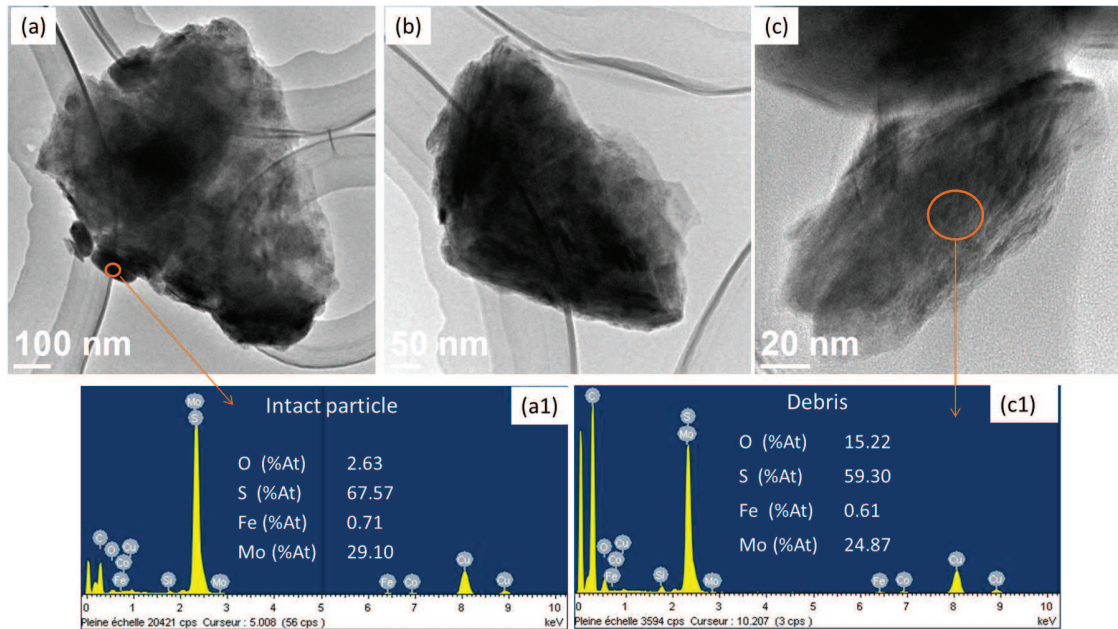 (a)
(b)
(c)
100 nm
50 nm
20 nm
Intact particle
(a1)
O (%At) 2.63
S (%At) 67.57
Fe (%At) 0.71
Mo (%At) 29.10
Mo
S
C
O
Co
Cu
Fe
Si
Mo
Fe
Co
Cu
Cu
0 1 2 3 4 5 6 7 8 9 10
Pleine échelle 20421 cps Curseur : 5.008 (56 cps) keV
Debris
(c1)
O (%At) 15.22
S (%At) 59.30
Fe (%At) 0.61
Mo (%At) 24.87
C
S
Mo
O
Cu
Co
Fe
Si
Mo
Fe
Co
Cu
Cu
0 1 2 3 4 5 6 7 8 9 10
Pleine échelle 3594 cps Curseur : 10.207 (3 cps) keV